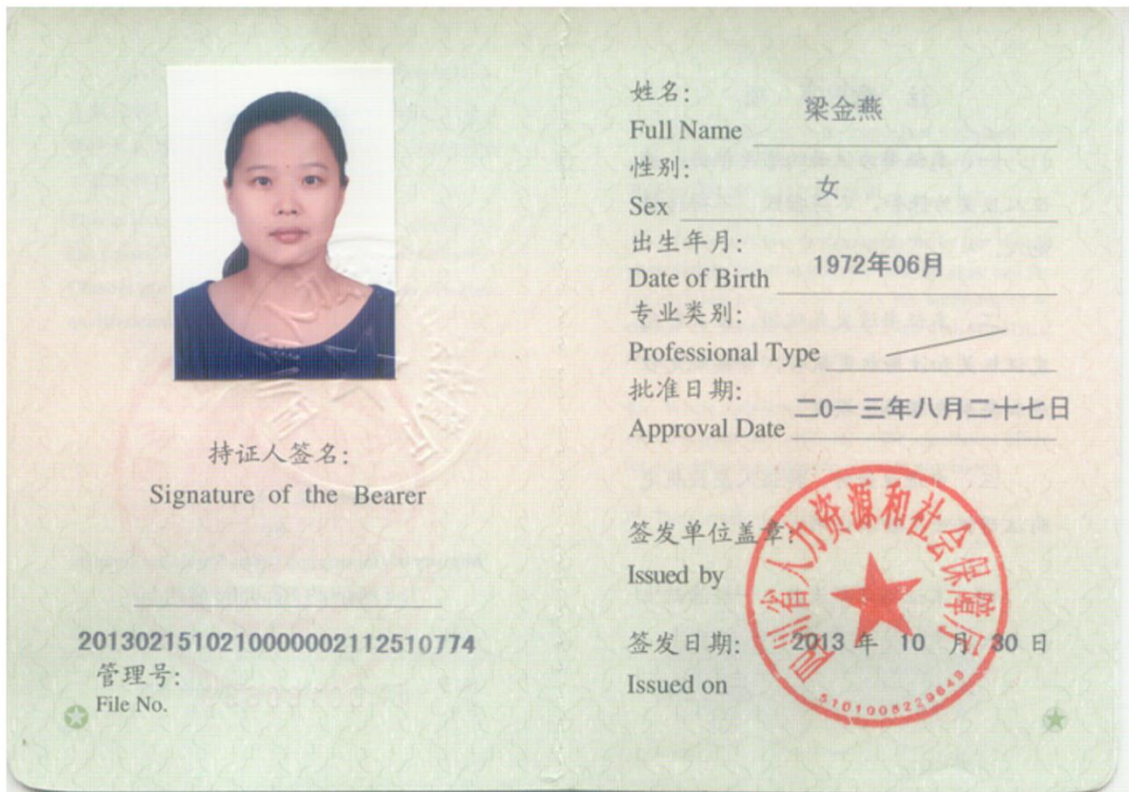 持证人签名:
Signature of the Bearer
2013021510210000002112510774
管理号:
File No.
姓名:
梁金燕
Full Name
性别:
女
Sex
出生年月:
1972年06月
Date of Birth
专业类别:
Professional Type
批准日期:
二0一三年八月二十七日
Approval Date
签发单位盖章:
Issued by
四川省人力资源和社会保障厅
签发日期: 2013 年 10 月 30 日
Issued on